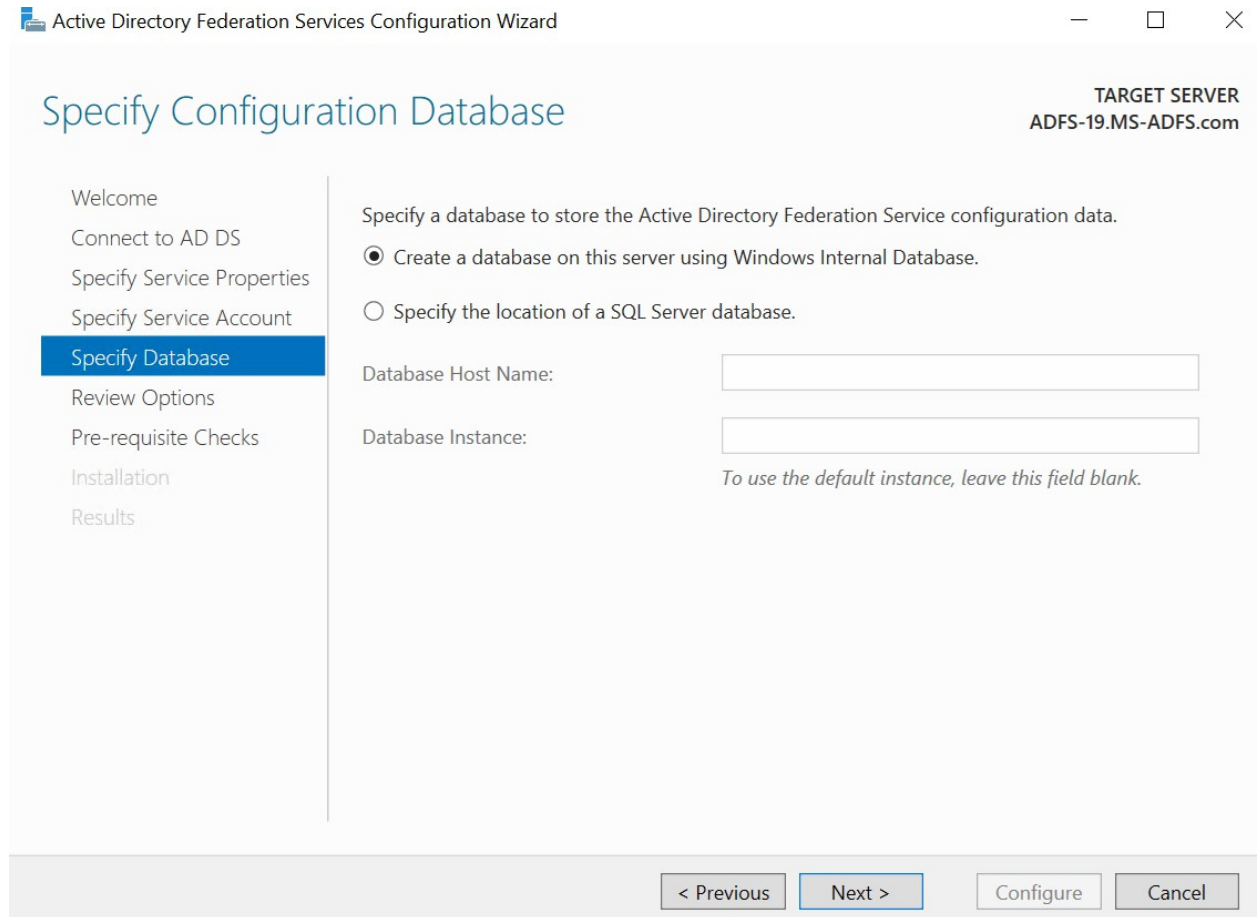 Active Directory Federation Services Configuration Wizard
Specify Configuration Database
TARGET SERVER
ADFS-19.MS-ADFS.com
Welcome
Connect to AD DS
Specify Service Properties
Specify Service Account
Specify Database
Review Options
Pre-requisite Checks
Installation
Results
Specify a database to store the Active Directory Federation Service configuration data.
Create a database on this server using Windows Internal Database.
Specify the location of a SQL Server database.
Database Host Name:
Database Instance:
To use the default instance, leave this field blank.
< Previous
Next >
Configure
Cancel